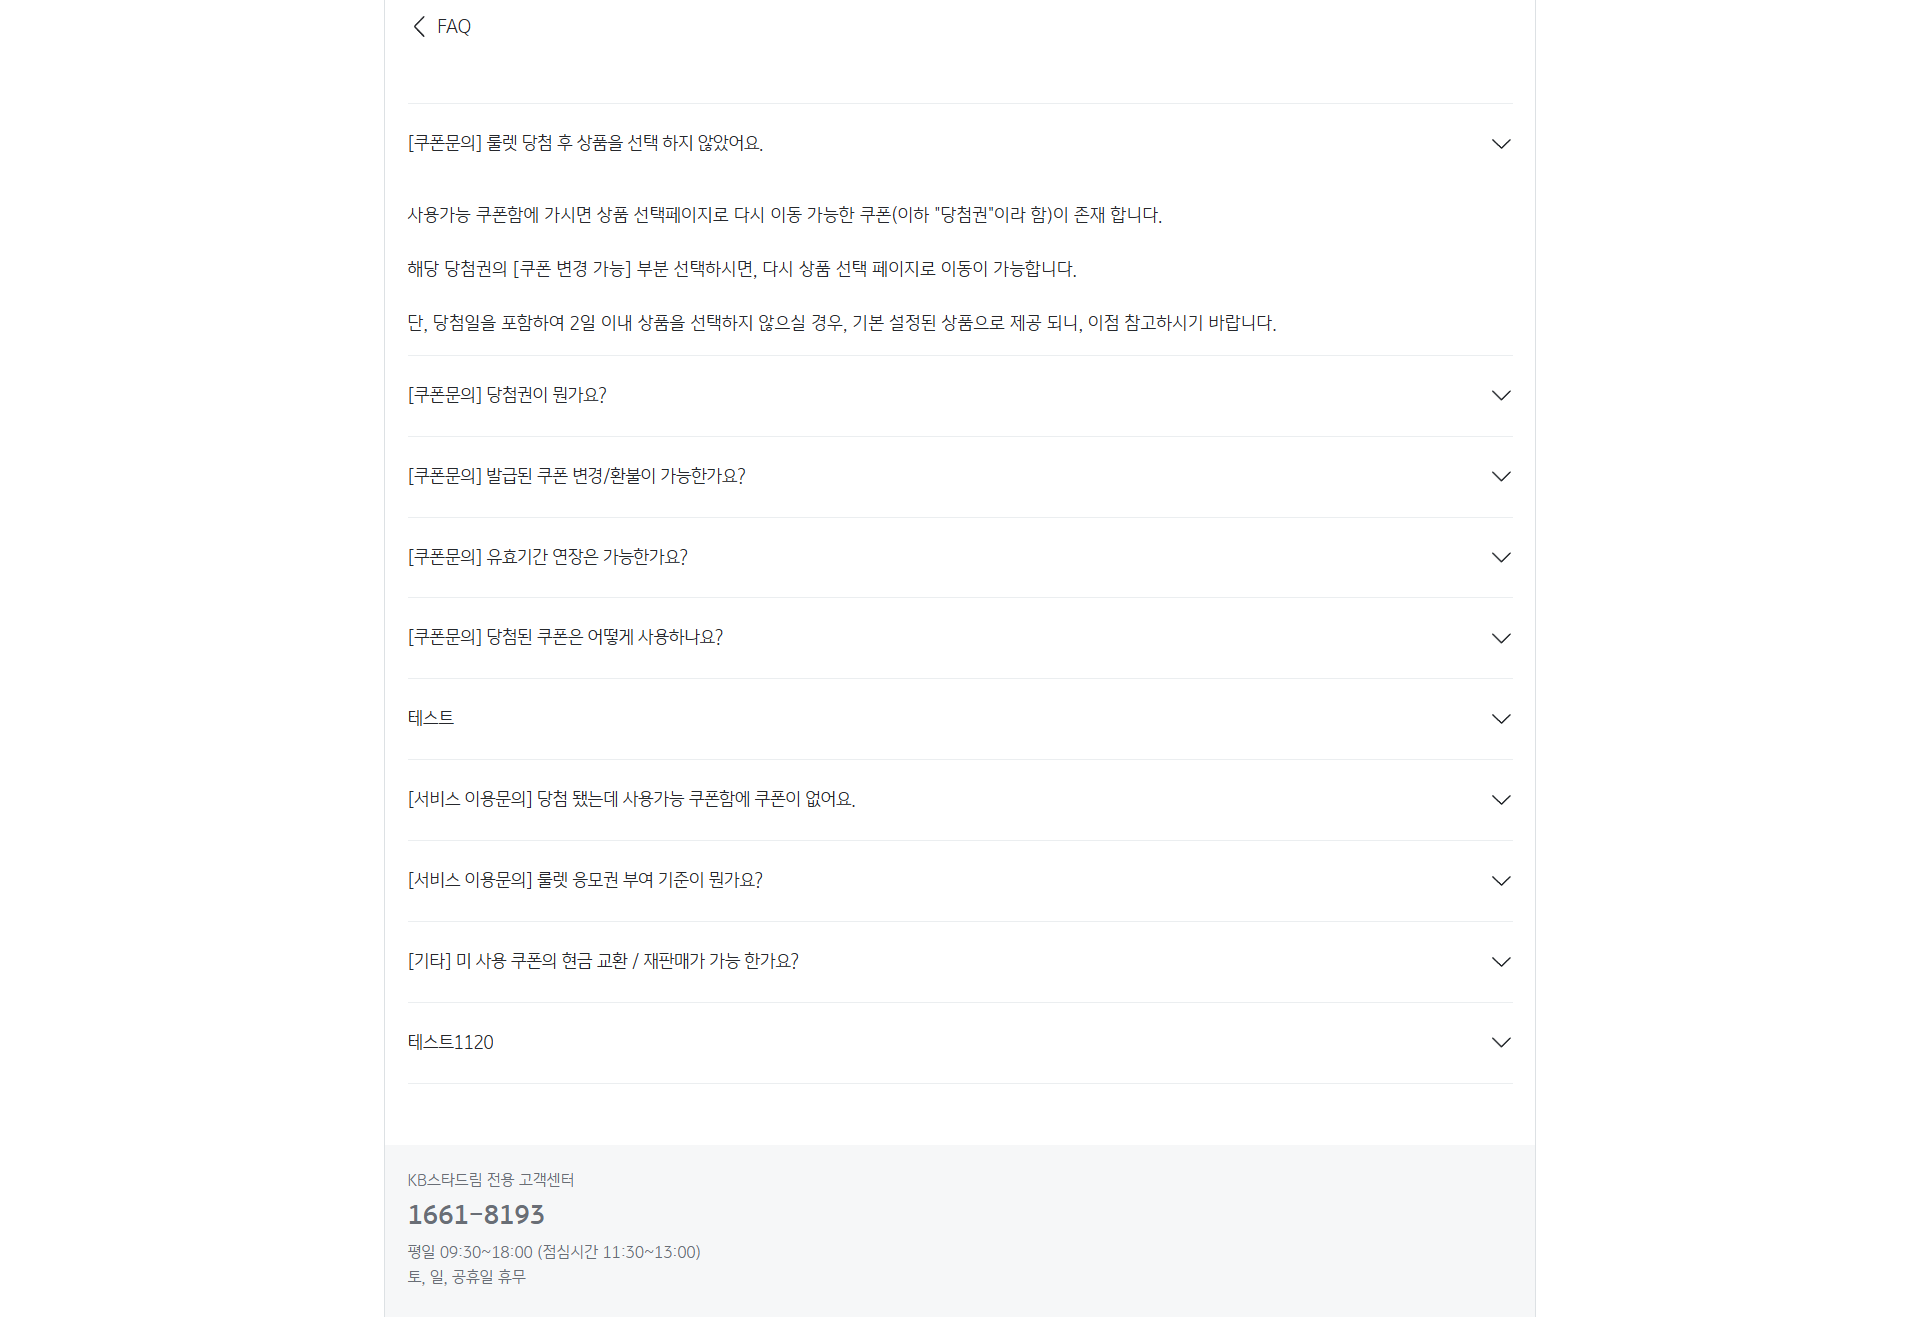 FAQ
[쿠폰문의] 룰렛 당첨 후 상품을 선택 하지 않았어요.
사용가능 쿠폰함에 가시면 상품 선택페이지로 다시 이동 가능한 쿠폰(이하 "당첨권"이라 함)이 존재 합니다.
해당 당첨권의 [쿠폰 변경 가능] 부분 선택하시면, 다시 상품 선택 페이지로 이동이 가능합니다.
단, 당첨일을 포함하여 2일 이내 상품을 선택하지 않으실 경우, 기본 설정된 상품으로 제공 되니, 이점 참고하시기 바랍니다.
[쿠폰문의] 당첨권이 뭔가요?
[쿠폰문의] 발급된 쿠폰 변경/환불이 가능한가요?
[쿠폰문의] 유효기간 연장은 가능한가요?
[쿠폰문의] 당첨된 쿠폰은 어떻게 사용하나요?
테스트
[서비스 이용문의] 당첨 됐는데 사용가능 쿠폰함에 쿠폰이 없어요.
[서비스 이용문의] 룰렛 응모권 부여 기준이 뭔가요?
[기타] 미 사용 쿠폰의 현금 교환 / 재판매가 가능 한가요?
테스트1120
KB스타드림 전용 고객센터
1661-8193
평일 09:30~18:00 (점심시간 11:30~13:00)
토, 일, 공휴일 휴무